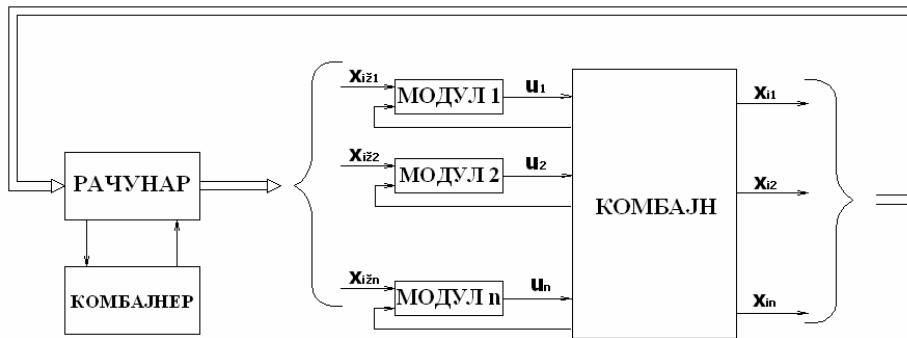 xiž1
МОДУЛ 1
u1
xi1
xiž2
МОДУЛ 2
u2
xi2
РАЧУНАР
КОМБАЈН
КОМБАЈНЕР
xižn
МОДУЛ n
un
xin